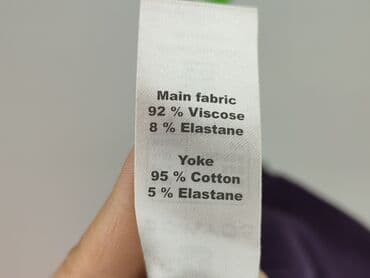 Main fabric
92 % Viscose
8 % Elastane
Yoke
95 % Cotton
5 % Elastane